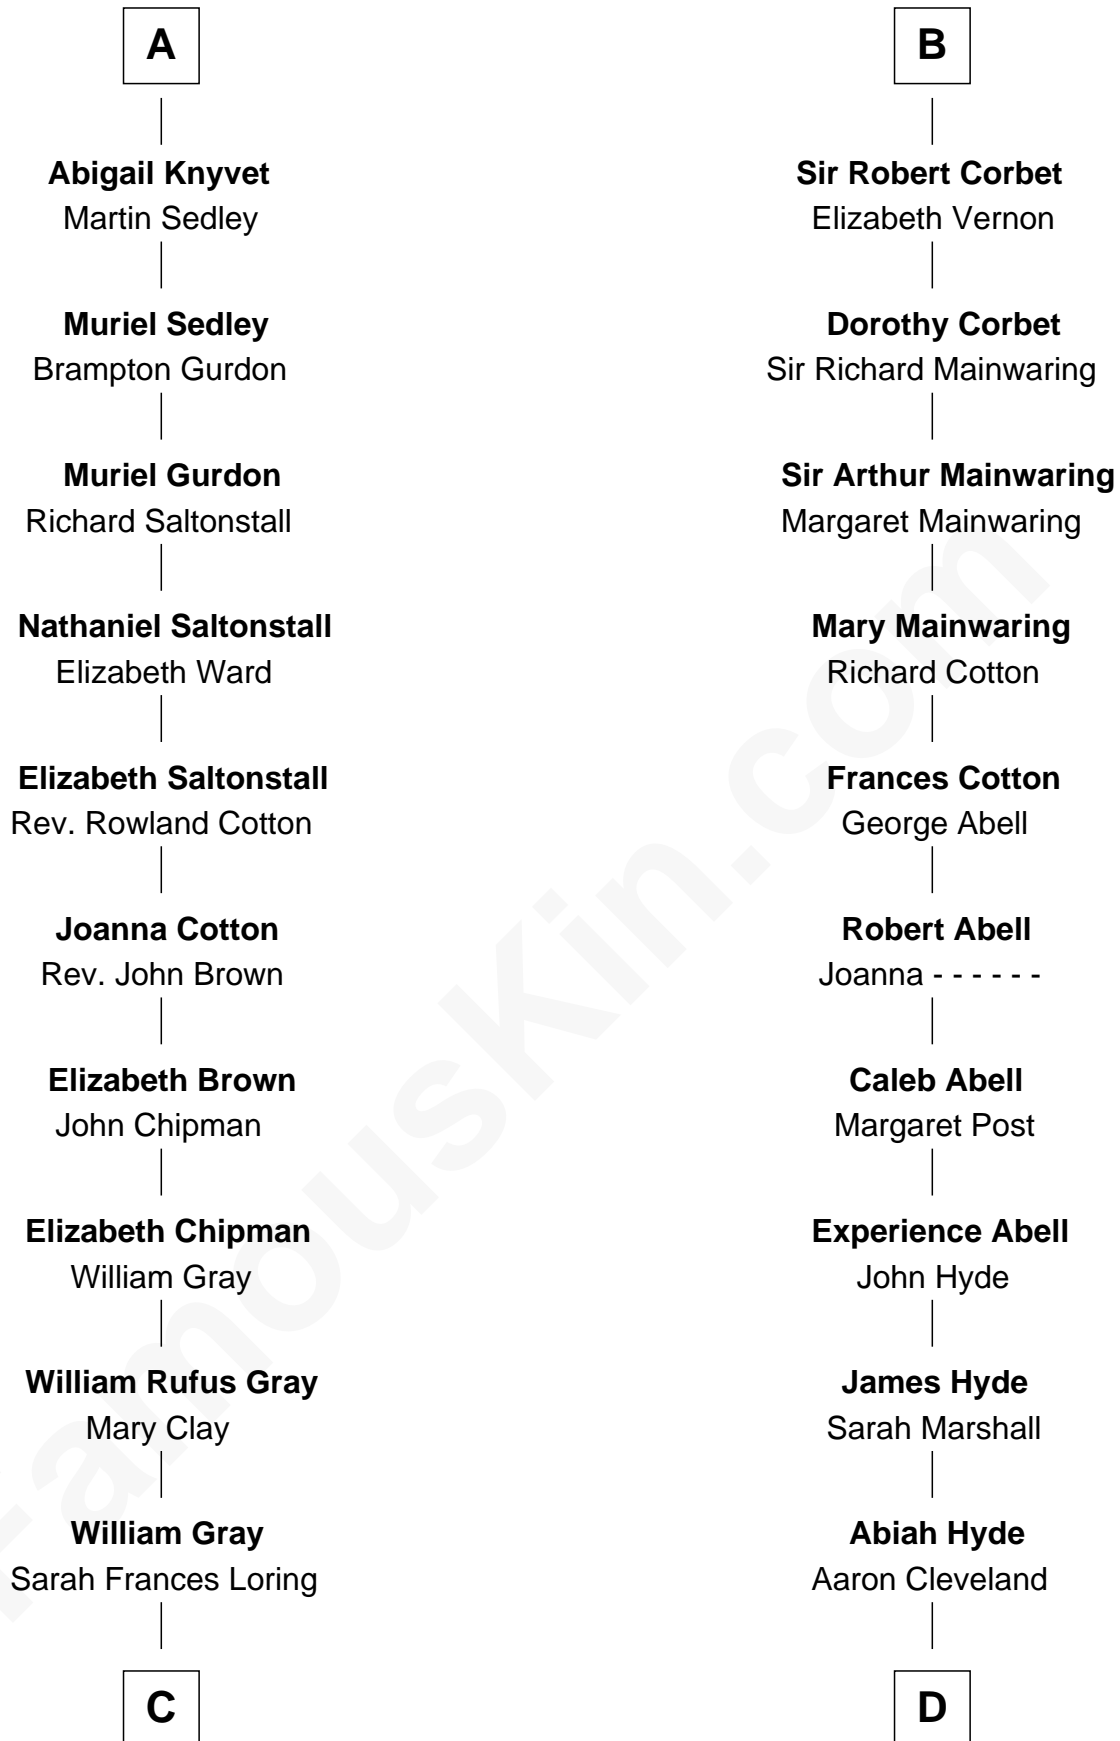 A
Abigail Knyvet
Martin Sedley
Muriel Sedley
Brampton Gurdon
Muriel Gurdon
Richard Saltonstall
Nathaniel Saltonstall
Elizabeth Ward
Elizabeth Saltonstall
Rev. Rowland Cotton
Joanna Cotton
Rev. John Brown
Elizabeth Brown
John Chipman
Elizabeth Chipman
William Gray
William Rufus Gray
Mary Clay
William Gray
Sarah Frances Loring
C
B
Sir Robert Corbet
Elizabeth Vernon
Dorothy Corbet
Sir Richard Mainwaring
Sir Arthur Mainwaring
Margaret Mainwaring
Mary Mainwaring
Richard Cotton
Frances Cotton
George Abell
Robert Abell
Joanna - - - - - -
Caleb Abell
Margaret Post
Experience Abell
John Hyde
James Hyde
Sarah Marshall
Abiah Hyde
Aaron Cleveland
D
FamousKin.com